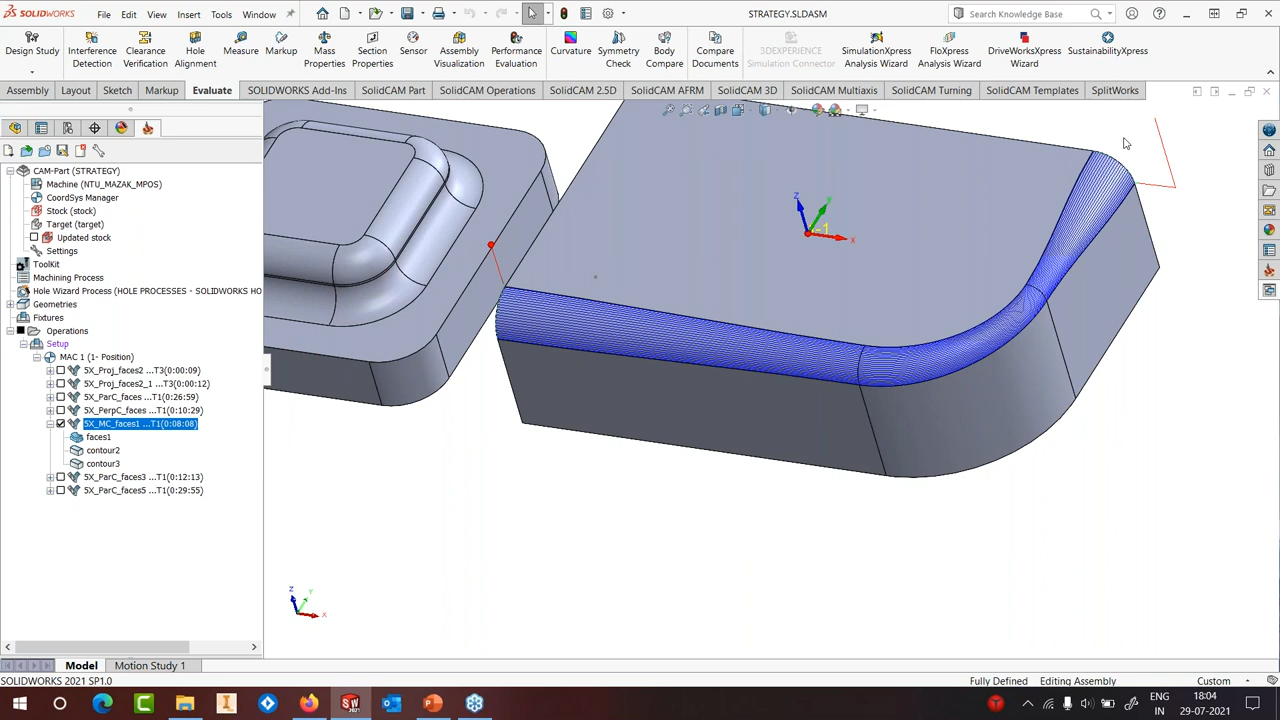 SOLIDWORKS File Edit View Insert Tools Window STRATEGY.SLDASM Search Knowledge Base
Design Study Interference Detection Clearance Verification Hole Alignment Measure Markup Mass Properties Section Properties Sensor Assembly Visualization Performance Evaluation Curvature Symmetry Check Body Compare Compare Documents 3DEXPERIENCE Simulation Connector SimulationXpress Analysis Wizard FloXpress Analysis Wizard DriveWorksXpress Wizard SustainabilityXpress
Assembly Layout Sketch Markup Evaluate SOLIDWORKS Add-Ins SolidCAM Part SolidCAM Operations SolidCAM 2.5D SolidCAM AFRM SolidCAM 3D SolidCAM Multiaxis SolidCAM Turning SolidCAM Templates SplitWorks
CAM-Part (STRATEGY)
Machine (NTU_MAZAK_MPOS)
CoordSys Manager
Stock (stock)
Target (target)
Updated stock
Settings
ToolKit
Machining Process
Hole Wizard Process (HOLE PROCESSES - SOLIDWORKS HO
Geometries
Fixtures
Operations
Setup
MAC 1 (1- Position)
5X_Proj_faces2 ...T3(0:00:09)
5X_Proj_faces2_1 ...T3(0:00:12)
5X_ParC_faces ...T1(0:26:59)
5X_PerpC_faces ...T1(0:10:29)
5X_MC_faces1 ...T1(0:08:08)
faces1
contour2
contour3
5X_ParC_faces3 ...T1(0:12:13)
5X_ParC_faces5 ...T1(0:29:55)
Z Y X
Z Y X
Model Motion Study 1
SOLIDWORKS 2021 SP1.0 Fully Defined Editing Assembly Custom
ENG IN 18:04 29-07-2021